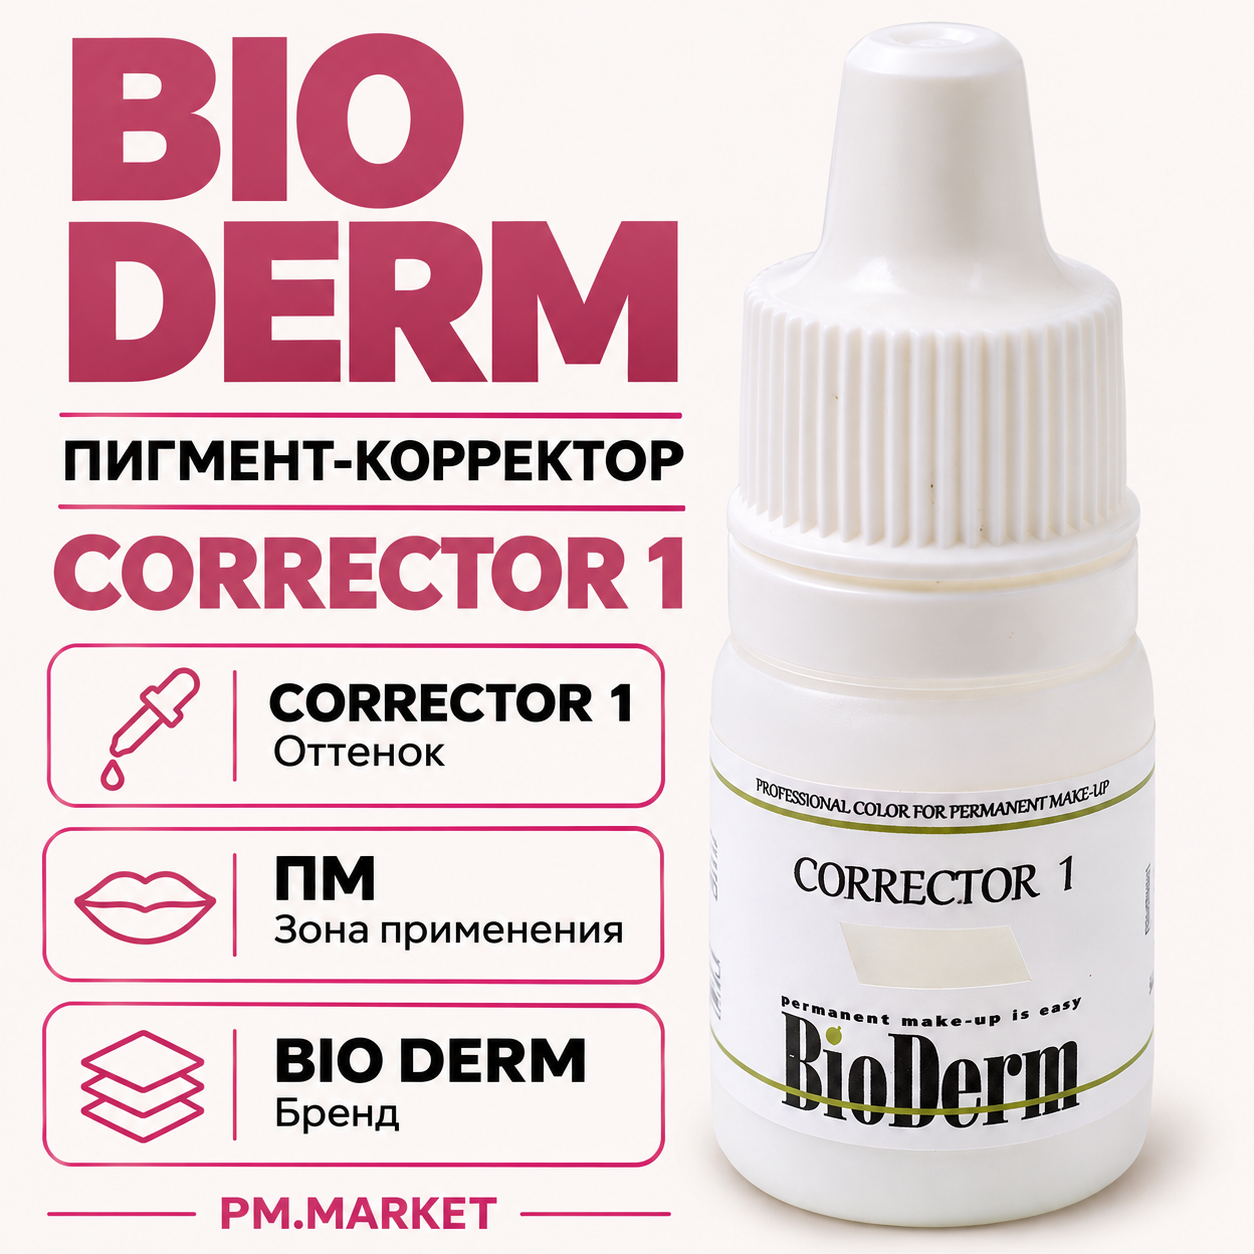 BIO
DERM
ПИГМЕНТ-КОРРЕКТОР
CORRECTOR 1
CORRECTOR 1
Оттенок
ПМ
Зона применения
BIO DERM
Бренд
PM.MARKET
PROFESSIONAL COLOR FOR PERMANENT MAKE-UP
CORRECTOR 1
permanent make-up is easy
BioDerm